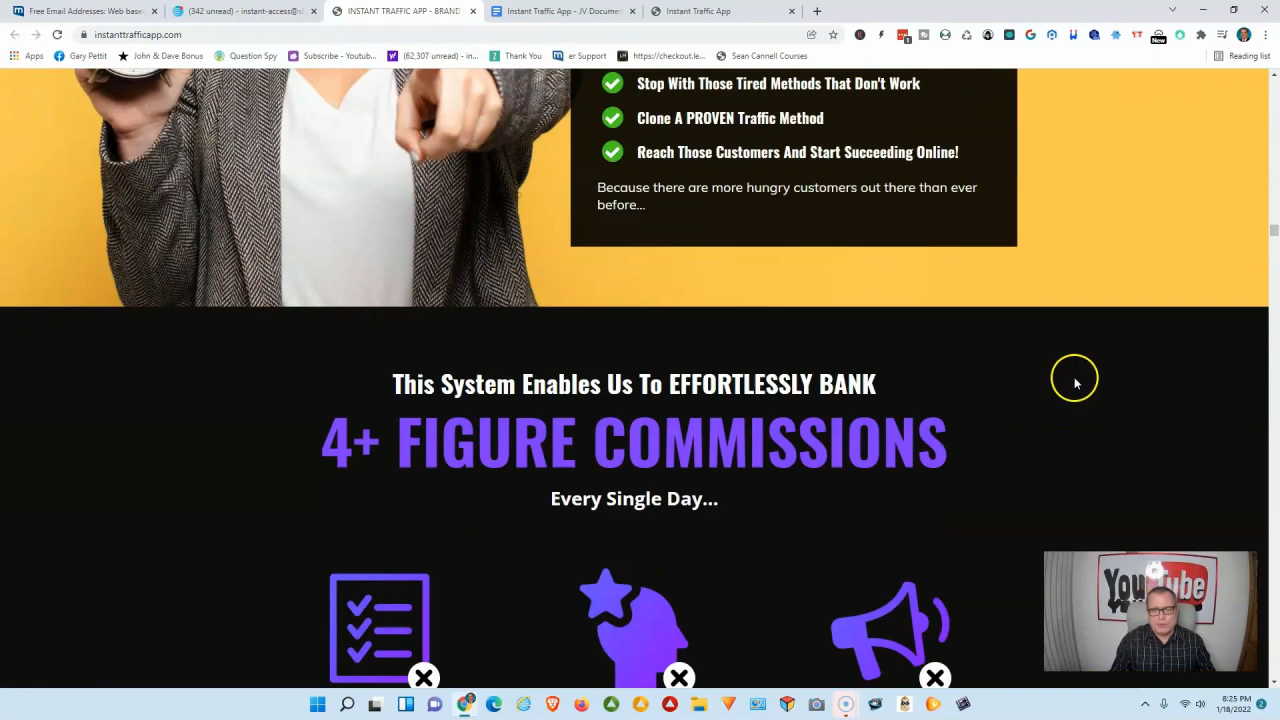 Free Email Addresses: Web base
(342 unread) - instant-access@s
INSTANT TRAFFIC APP - BRAND
Instant Traffic App - JV Documen
Instant Traffic App
instanttrafficapp.com
Apps
Gary Pettit
John & Dave Bonus
Question Spy
Subscribe - Youtub...
(62,307 unread) - in...
Thank You
er Support
https://checkout.le...
Sean Cannell Courses
Reading list
New
Stop With Those Tired Methods That Don't Work
Clone A PROVEN Traffic Method
Reach Those Customers And Start Succeeding Online!
Because there are more hungry customers out there than ever
before...
This System Enables Us To EFFORTLESSLY BANK
4+ FIGURE COMMISSIONS
Every Single Day...
YouTube
8:25 PM
1/18/2022